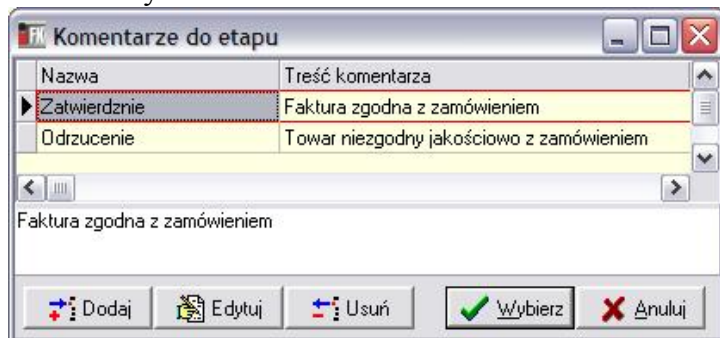 Komentarze do etapu
Nazwa Treść komentarza
Zatwierdznie Faktura zgodna z zamówieniem
Odrzucenie Towar niezgodny jakościowo z zamówieniem
Faktura zgodna z zamówieniem
Dodaj Edytuj Usuń Wybierz Anuluj